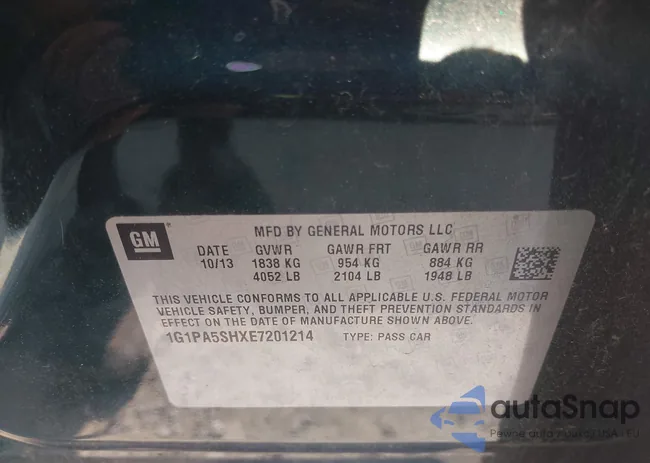 GM
MFD BY GENERAL MOTORS LLC
DATE GVWR GAWR FRT GAWR RR
10/13 1838 KG 954 KG 884 KG
4052 LB 2104 LB 1948 LB
THIS VEHICLE CONFORMS TO ALL APPLICABLE U.S. FEDERAL MOTOR
VEHICLE SAFETY, BUMPER, AND THEFT PREVENTION STANDARDS IN
EFFECT ON THE DATE OF MANUFACTURE SHOWN ABOVE.
1G1PA5SHXE7201214 TYPE: PASS CAR
autoSnap
Pewne auto z